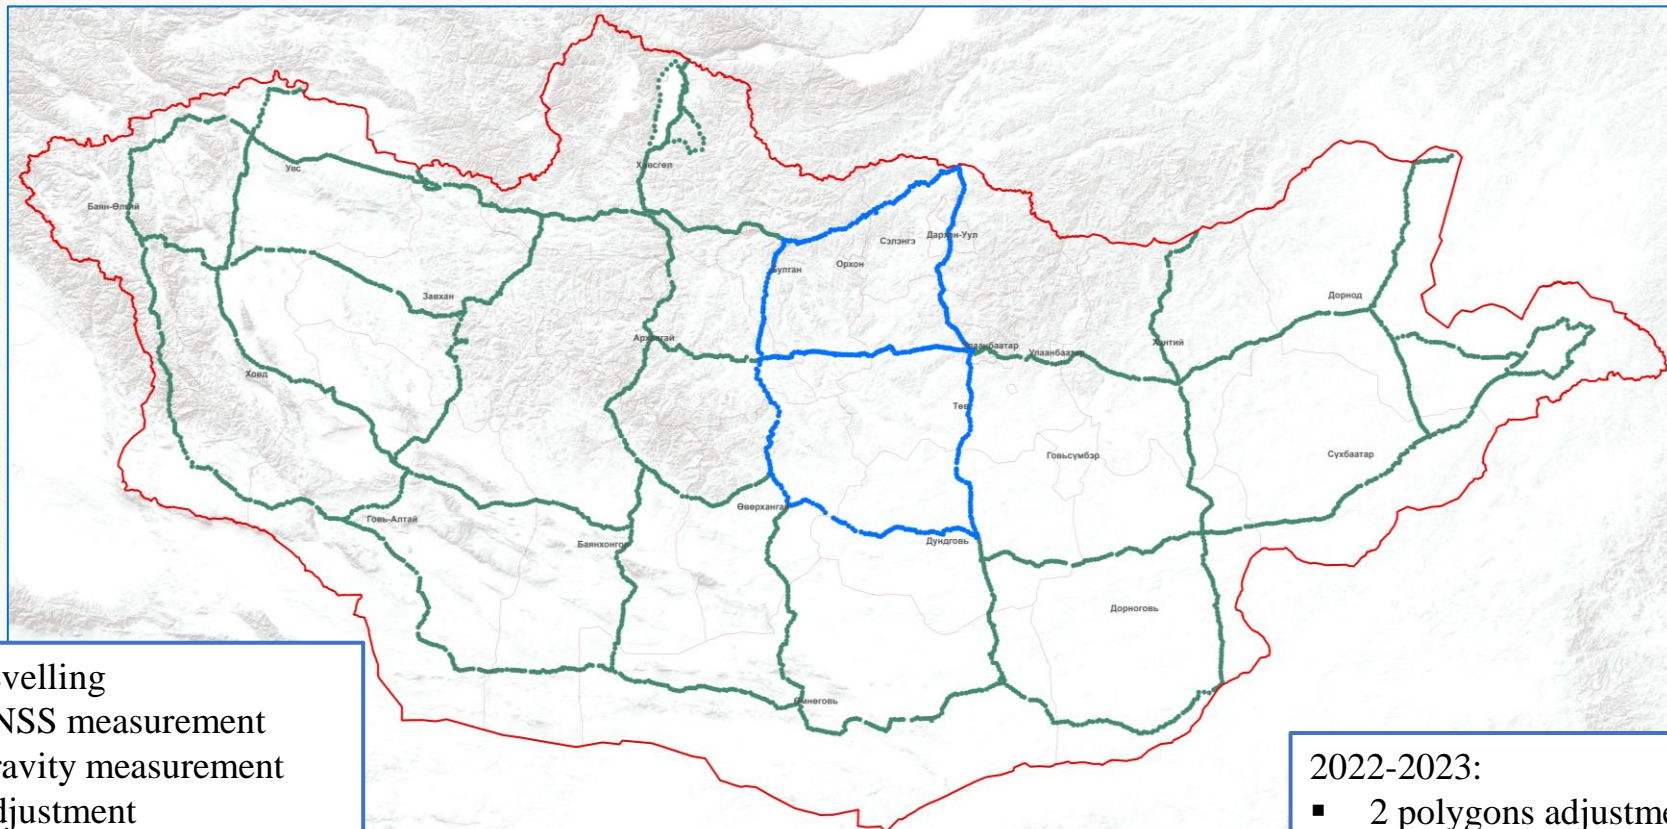 Хөвсгөл
Увс
Баян-Өлгий
Сэлэнгэ
Дархан-Уул
Булган
Орхон
Завхан
Дорнод
Архангай
Улаанбаатар
Улаанбаатар
Хэнтий
Ховд
Төв
Говьсүмбэр
Сүхбаатар
Өвөрхангай
Говь-Алтай
Баянхонгор
Дундговь
Дорноговь
Өмнөговь
velling
NSS measurement
ravity measurement
djustment
2022-2023:
▪ 2 polygons adjustme